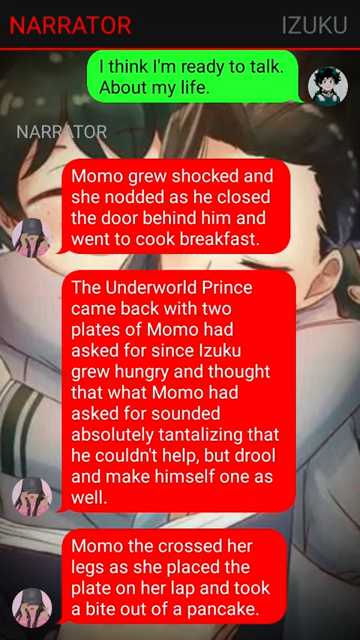 NARRATOR
IZUKU
I think I'm ready to talk.
About my life.
NARRATOR
Momo grew shocked and
she nodded as he closed
the door behind him and
went to cook breakfast.
The Underworld Prince
came back with two
plates of Momo had
asked for since Izuku
grew hungry and thought
that what Momo had
asked for sounded
absolutely tantalizing that
he couldn't help, but drool
and make himself one as
well.
Momo the crossed her
legs as she placed the
plate on her lap and took
a bite out of a pancake.